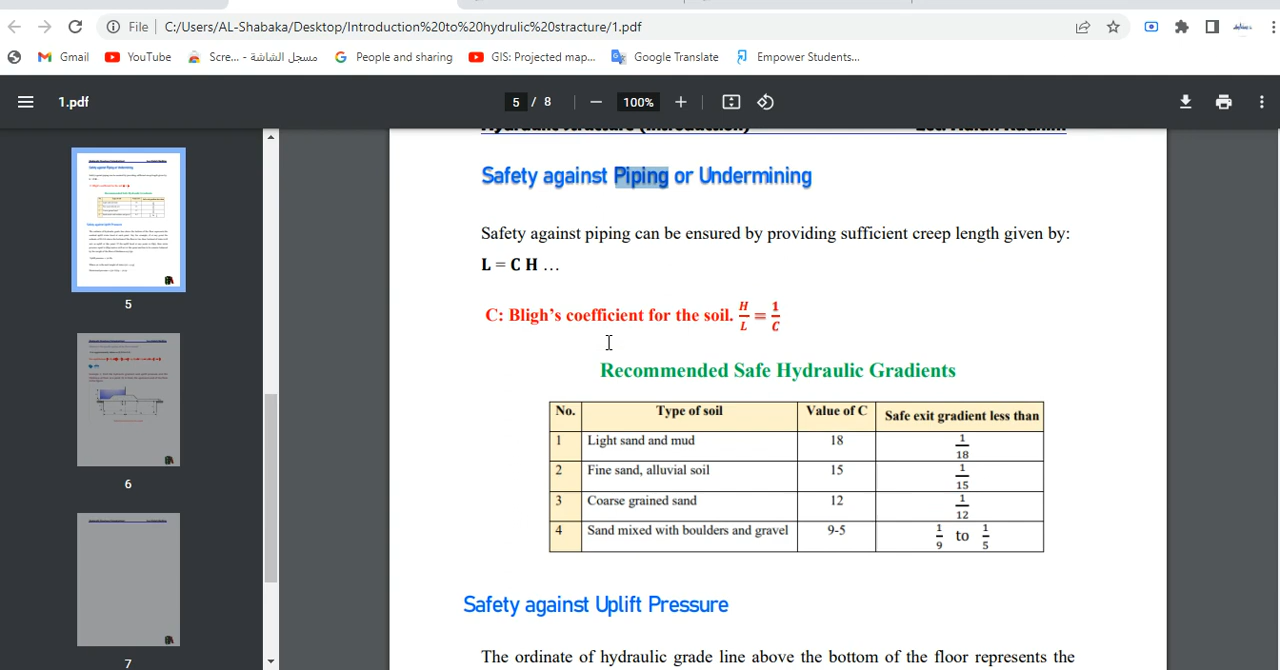 File | C:/Users/AL-Shabaka/Desktop/Introduction%20to%20hydrulic%20stracture/1.pdf
Gmail YouTube Scre... - مسجل الشاشة People and sharing GIS: Projected map... Google Translate Empower Students...
1.pdf 5 / 8 100%
Hydraulic Structure (Introduction)
Safety against Piping or Undermining
Safety against piping can be ensured by providing sufficient creep length given by:
L = C H ...
C: Bligh's coefficient for the soil. H/L = 1/C
Recommended Safe Hydraulic Gradients
No. Type of soil Value of C Safe exit gradient less than
1 Light sand and mud 18 1/18
2 Fine sand, alluvial soil 15 1/15
3 Coarse grained sand 12 1/12
4 Sand mixed with boulders and gravel 9-5 1/9 to 1/5
Safety against Uplift Pressure
The ordinate of hydraulic grade line above the bottom of the floor represents the
5
6
7